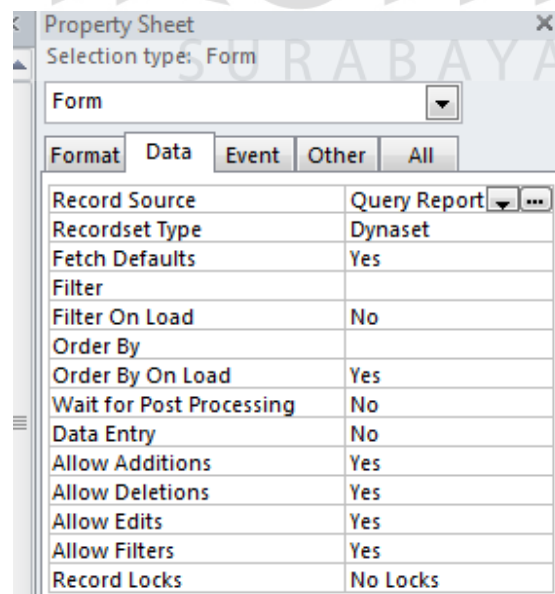 Property Sheet
Selection type: Form
SURABAYA
Form
Format Data Event Other All
Record Source Query Report
Recordset Type Dynaset
Fetch Defaults Yes
Filter
Filter On Load No
Order By
Order By On Load Yes
Wait for Post Processing No
Data Entry No
Allow Additions Yes
Allow Deletions Yes
Allow Edits Yes
Allow Filters Yes
Record Locks No Locks